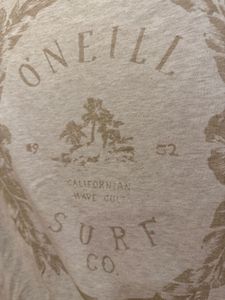 O'NEILL
19 52
CALIFORNIAN
WAVE CULT
SURF
CO.